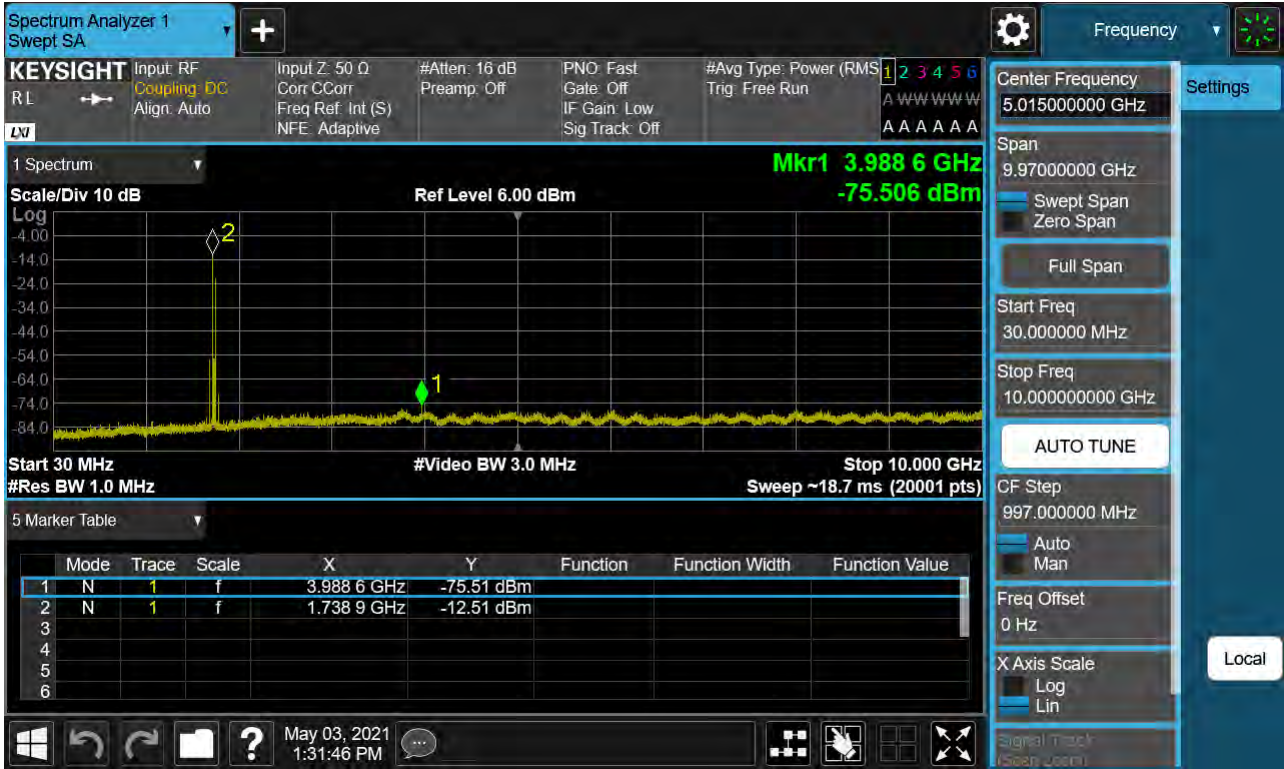 Spectrum Analyzer 1
Swept SA
Frequency
KEYSIGHT
RL
LXI
Input: RF
Coupling: DC
Align: Auto
Input Z: 50 Ω
Corr CCorr
Freq Ref: Int (S)
NFE: Adaptive
#Atten: 16 dB
Preamp: Off
PNO: Fast
Gate: Off
IF Gain: Low
Sig Track: Off
#Avg Type: Power (RMS
Trig: Free Run
1 2 3 4 5 6
A W W W W W
A A A A A A
1 Spectrum
Mkr1 3.988 6 GHz
-75.506 dBm
Scale/Div 10 dB
Ref Level 6.00 dBm
Log
-4.00
-14.0
-24.0
-34.0
-44.0
-54.0
-64.0
-74.0
-84.0
2
1
Start 30 MHz
#Video BW 3.0 MHz
Stop 10.000 GHz
#Res BW 1.0 MHz
Sweep ~18.7 ms (20001 pts)
5 Marker Table
Mode Trace Scale X Y Function Function Width Function Value
1 N 1 f 3.988 6 GHz -75.51 dBm
2 N 1 f 1.738 9 GHz -12.51 dBm
3
4
5
6
May 03, 2021
1:31:46 PM
Center Frequency
5.015000000 GHz
Settings
Span
9.97000000 GHz
Swept Span
Zero Span
Full Span
Start Freq
30.000000 MHz
Stop Freq
10.000000000 GHz
AUTO TUNE
CF Step
997.000000 MHz
Auto
Man
Freq Offset
0 Hz
X Axis Scale
Log
Lin
Local
Signal Track
(Span Zoom)